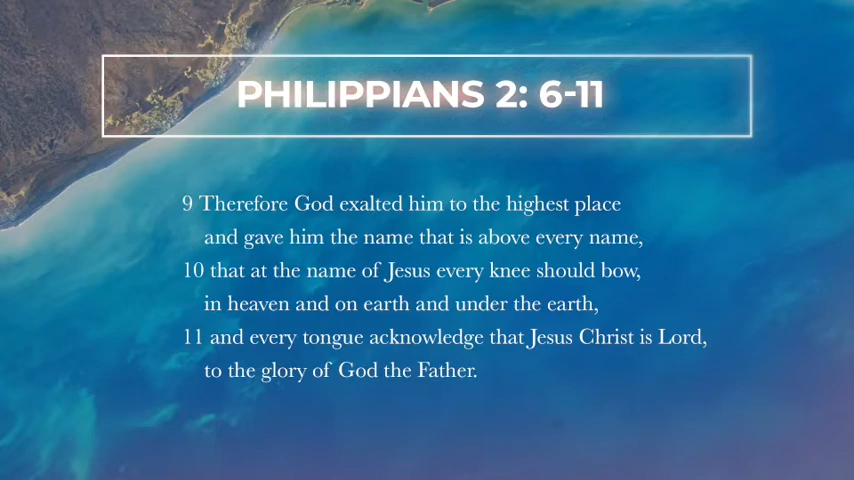 PHILIPPIANS 2: 6-11
9 Therefore God exalted him to the highest place
and gave him the name that is above every name,
10 that at the name of Jesus every knee should bow,
in heaven and on earth and under the earth,
11 and every tongue acknowledge that Jesus Christ is Lord,
to the glory of God the Father.